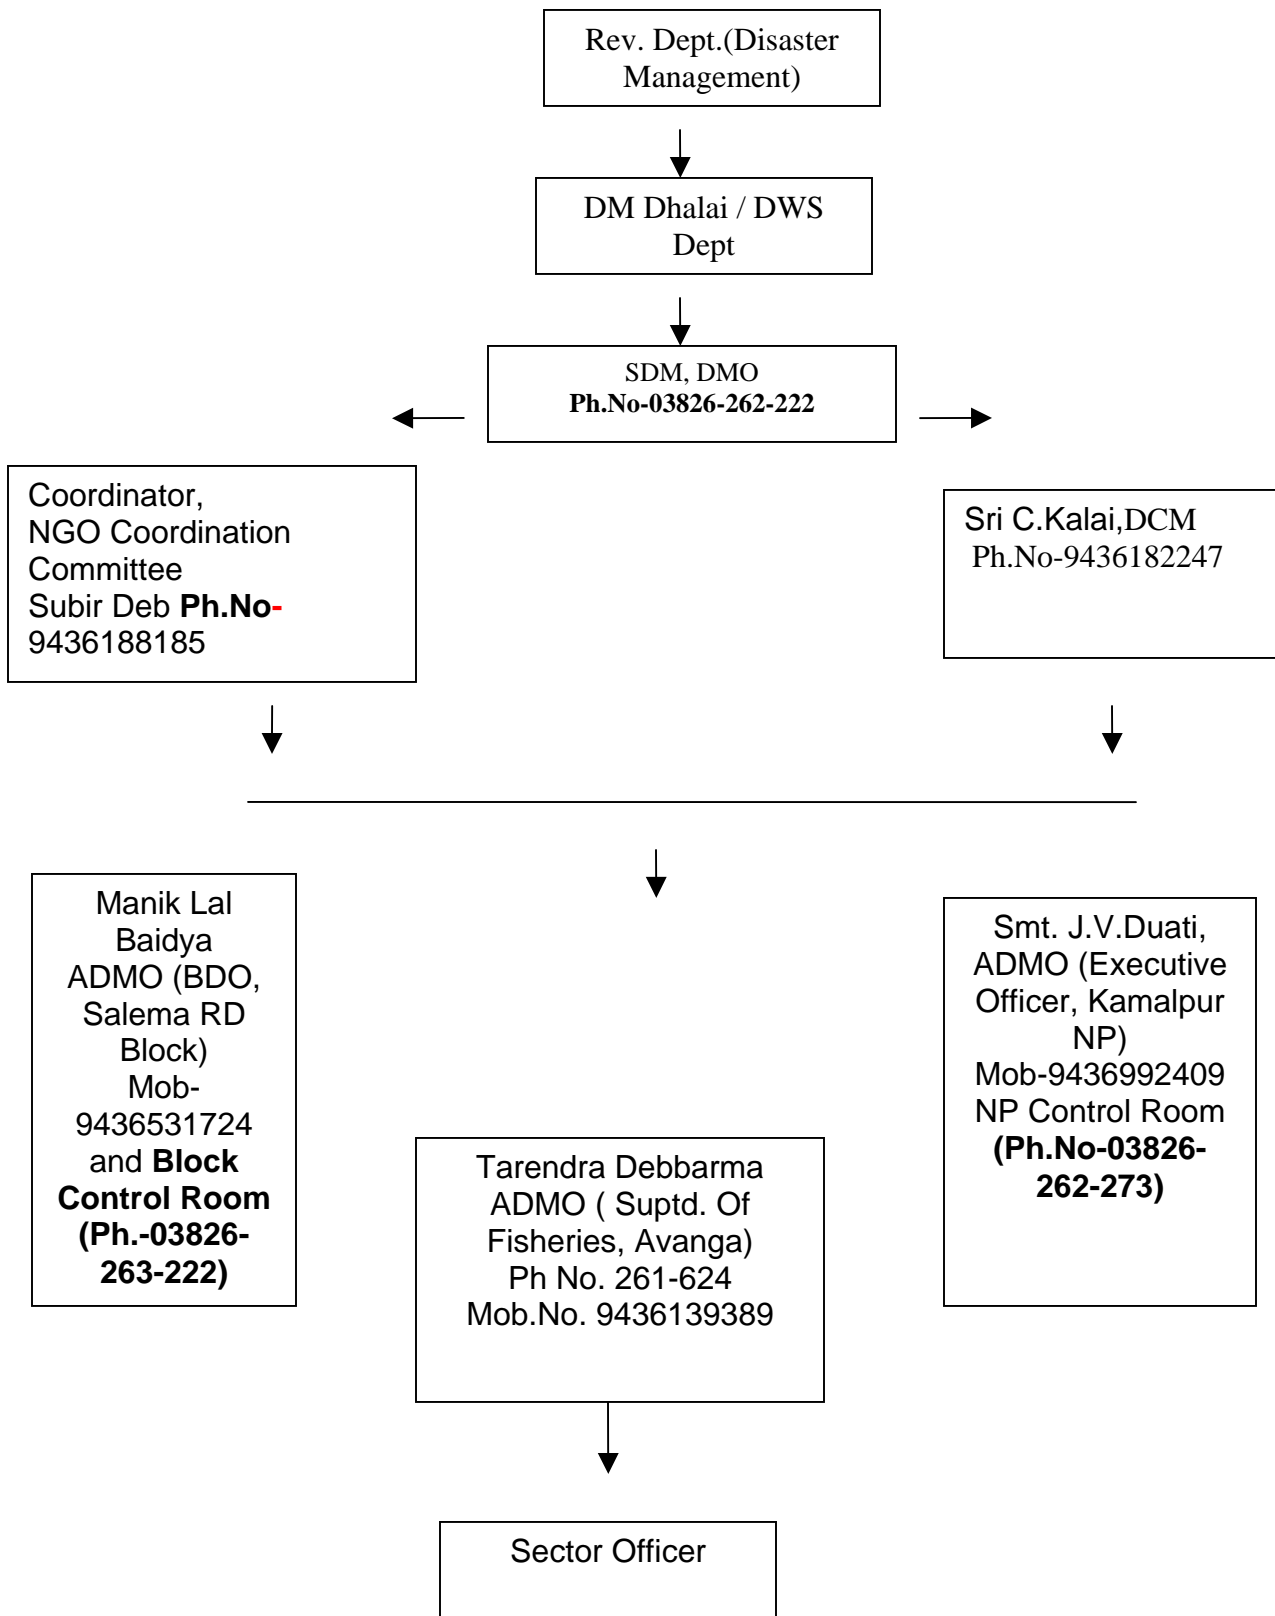 Rev. Dept.(Disaster
Management)
DM Dhalai / DWS
Dept
SDM, DMO
Ph.No-03826-262-222
Coordinator,
NGO Coordination
Committee
Subir Deb Ph.No-
9436188185
Sri C.Kalai,DCM
Ph.No-9436182247
Manik Lal
Baidya
ADMO (BDO,
Salema RD
Block)
Mob-
9436531724
and Block
Control Room
(Ph.-03826-
263-222)
Tarendra Debbarma
ADMO ( Suptd. Of
Fisheries, Avanga)
Ph No. 261-624
Mob.No. 9436139389
Smt. J.V.Duati,
ADMO (Executive
Officer, Kamalpur
NP)
Mob-9436992409
NP Control Room
(Ph.No-03826-
262-273)
Sector Officer